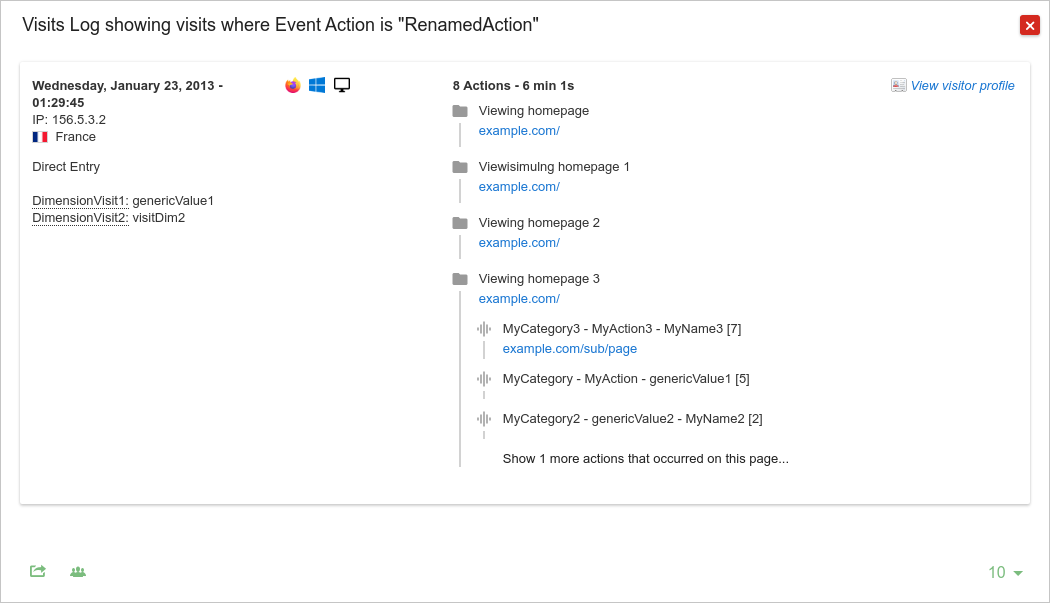 Visits Log showing visits where Event Action is "RenamedAction"
Wednesday, January 23, 2013 -
01:29:45
IP: 156.5.3.2
France
Direct Entry
DimensionVisit1: genericValue1
DimensionVisit2: visitDim2
8 Actions - 6 min 1s
View visitor profile
Viewing homepage
example.com/
Viewisimulng homepage 1
example.com/
Viewing homepage 2
example.com/
Viewing homepage 3
example.com/
MyCategory3 - MyAction3 - MyName3 [7]
example.com/sub/page
MyCategory - MyAction - genericValue1 [5]
MyCategory2 - genericValue2 - MyName2 [2]
Show 1 more actions that occurred on this page...
10